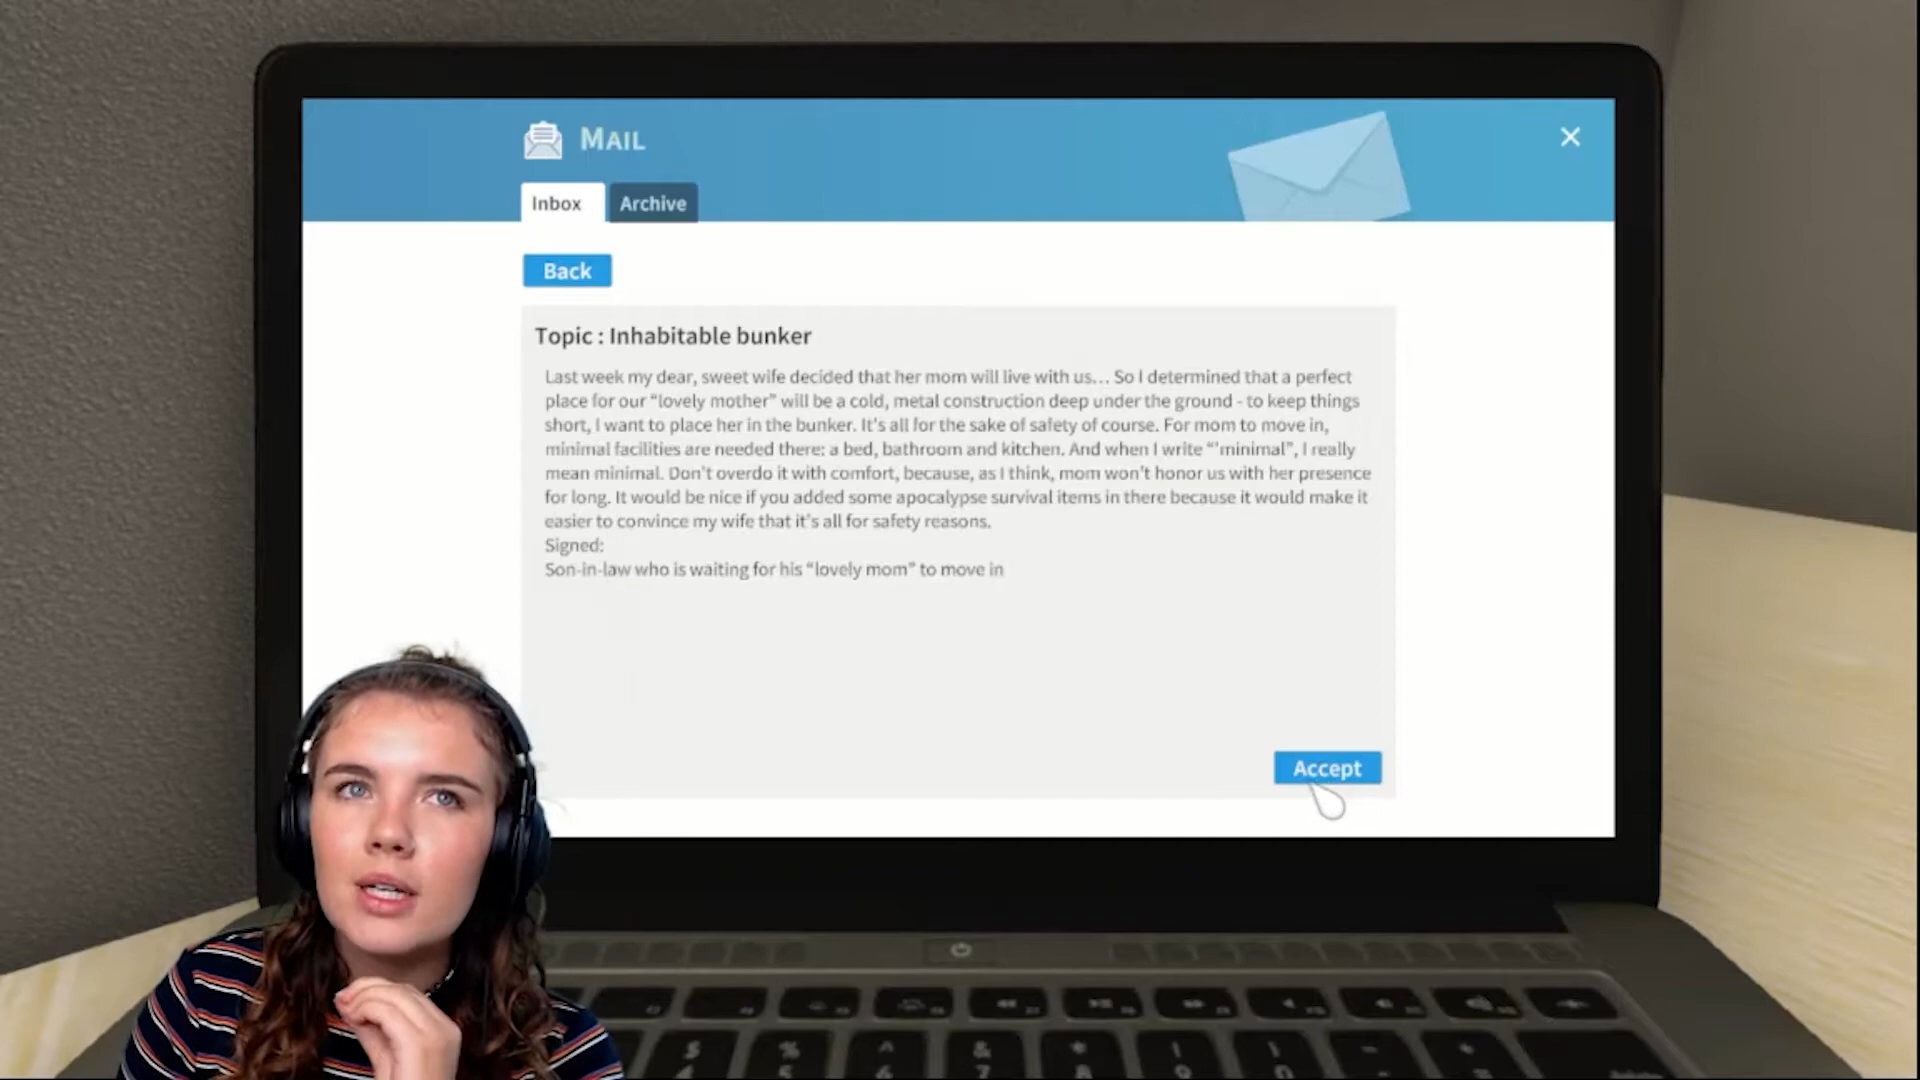 MAIL
Inbox
Archive
Back
Topic : Inhabitable bunker
Last week my dear, sweet wife decided that her mom will live with us... So I determined that a perfect
place for our “lovely mother” will be a cold, metal construction deep under the ground - to keep things
short, I want to place her in the bunker. It's all for the sake of safety of course. For mom to move in,
minimal facilities are needed there: a bed, bathroom and kitchen. And when I write “'minimal”, I really
mean minimal. Don't overdo it with comfort, because, as I think, mom won't honor us with her presence
for long. It would be nice if you added some apocalypse survival items in there because it would make it
easier to convince my wife that it's all for safety reasons.
Signed:
Son-in-law who is waiting for his “lovely mom” to move in
Accept
$ % ^ & *
4 5 6 7 8 9 0